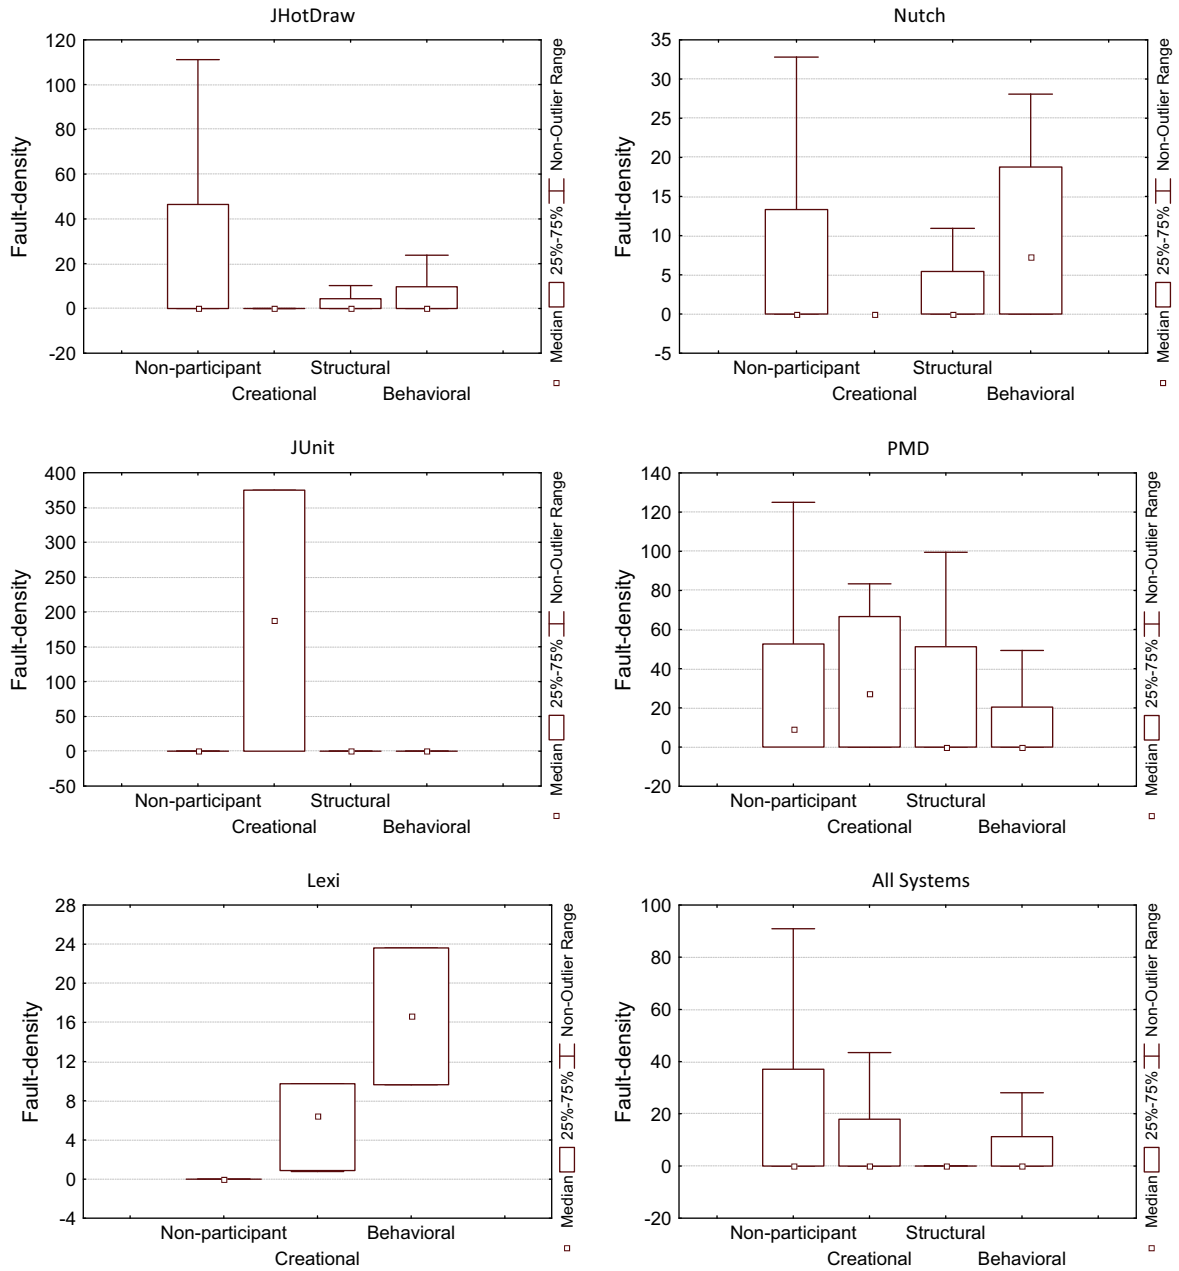 JHotDraw
Fault-density
120
100
80
60
40
20
0
-20
Non-participant
Structural
Creational
Behavioral
Median
25%-75%
Non-Outlier Range
Nutch
Fault-density
35
30
25
20
15
10
5
0
-5
Non-participant
Structural
Creational
Behavioral
Median
25%-75%
Non-Outlier Range
JUnit
Fault-density
400
350
300
250
200
150
100
50
0
-50
Non-participant
Structural
Creational
Behavioral
Median
25%-75%
Non-Outlier Range
PMD
Fault-density
140
120
100
80
60
40
20
0
-20
Non-participant
Structural
Creational
Behavioral
Median
25%-75%
Non-Outlier Range
Lexi
Fault-density
28
24
20
16
12
8
4
0
-4
Non-participant
Behavioral
Creational
Median
25%-75%
Non-Outlier Range
All Systems
Fault-density
100
80
60
40
20
0
-20
Non-participant
Structural
Creational
Behavioral
Median
25%-75%
Non-Outlier Range